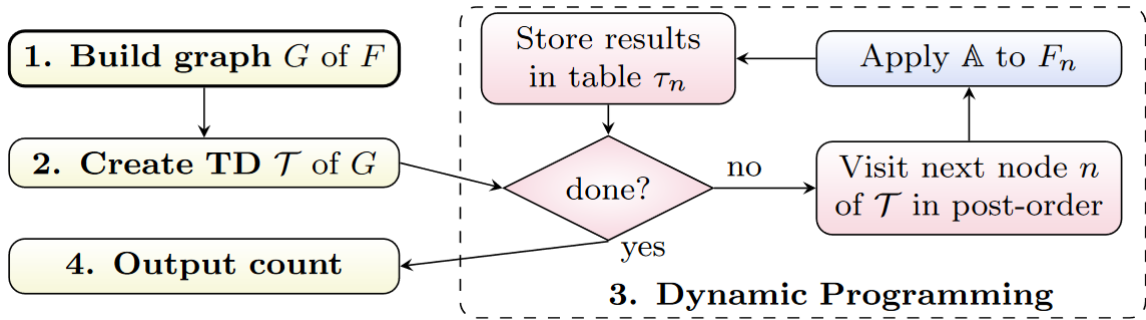 1. Build graph G of F
2. Create TD 𝒯 of G
4. Output count
Store results
in table τₙ
done?
no
yes
Apply 𝔸 to Fₙ
Visit next node n
of 𝒯 in post-order
3. Dynamic Programming